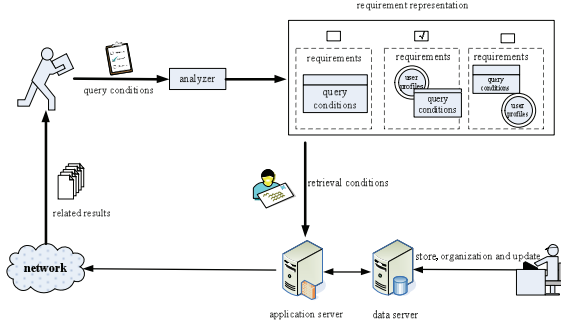 requirement representation
requirements
requirements
requirements
query
conditions
user
profiles
query
conditions
query
conditions
user
profiles
query conditions
analyzer
retrieval conditions
related results
network
store, organization and update
application server
data server